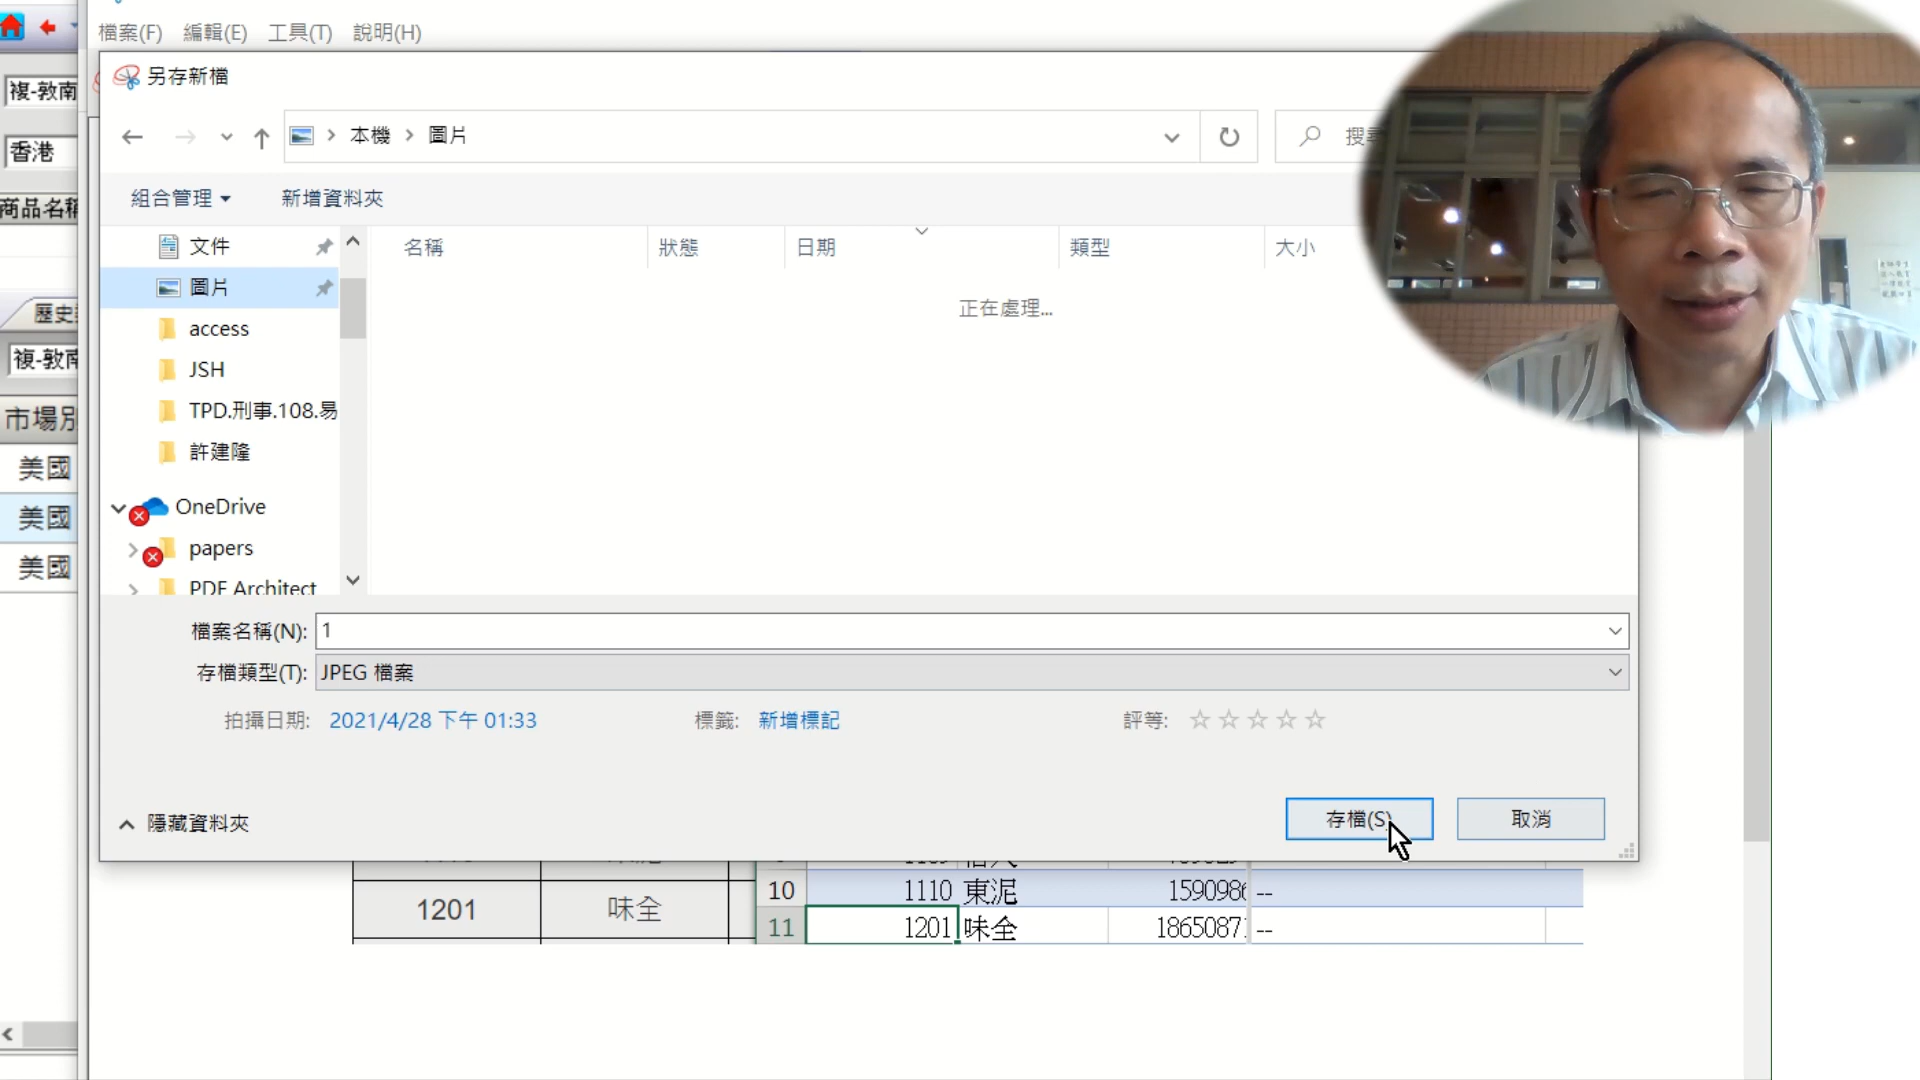 檔案(F) 編輯(E) 工具(T) 說明(H)
另存新檔
複-敦南
本機 圖片
搜尋
香港
組合管理 新增資料夾
商品名稱
文件
名稱 狀態 日期 類型 大小
圖片
正在處理...
歷史
access
複-敦南
JSH
TPD.刑事.108.易
市場別
許建隆
美國
OneDrive
美國
papers
美國
PDF Architect
檔案名稱(N): 1
存檔類型(T): JPEG 檔案
拍攝日期: 2021/4/28 下午 01:33 標籤: 新增標記 評等: ☆☆☆☆☆
隱藏資料夾 存檔(S) 取消
10 1110 東泥 159098 --
1201 味全
11 1201 味全 1865087 --